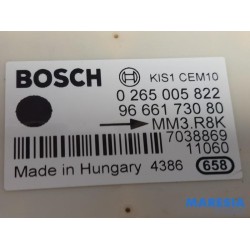 BOSCH KIS1 CEM10
0 265 005 822
96 661 730 80
MM3.R8K
7038869
11060
Made in Hungary 4386 658